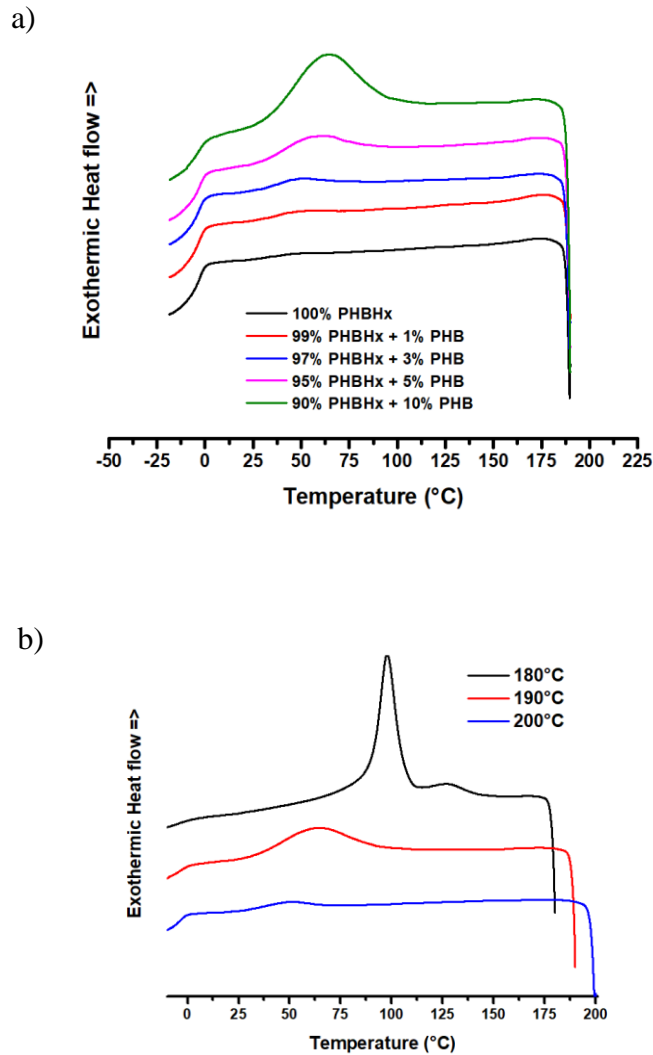 a)
Exothermic Heat flow =>
100% PHBHx
99% PHBHx + 1% PHB
97% PHBHx + 3% PHB
95% PHBHx + 5% PHB
90% PHBHx + 10% PHB
-50 -25 0 25 50 75 100 125 150 175 200 225
Temperature (°C)
b)
Exothermic Heat flow =>
180°C
190°C
200°C
0 25 50 75 100 125 150 175 200
Temperature (°C)